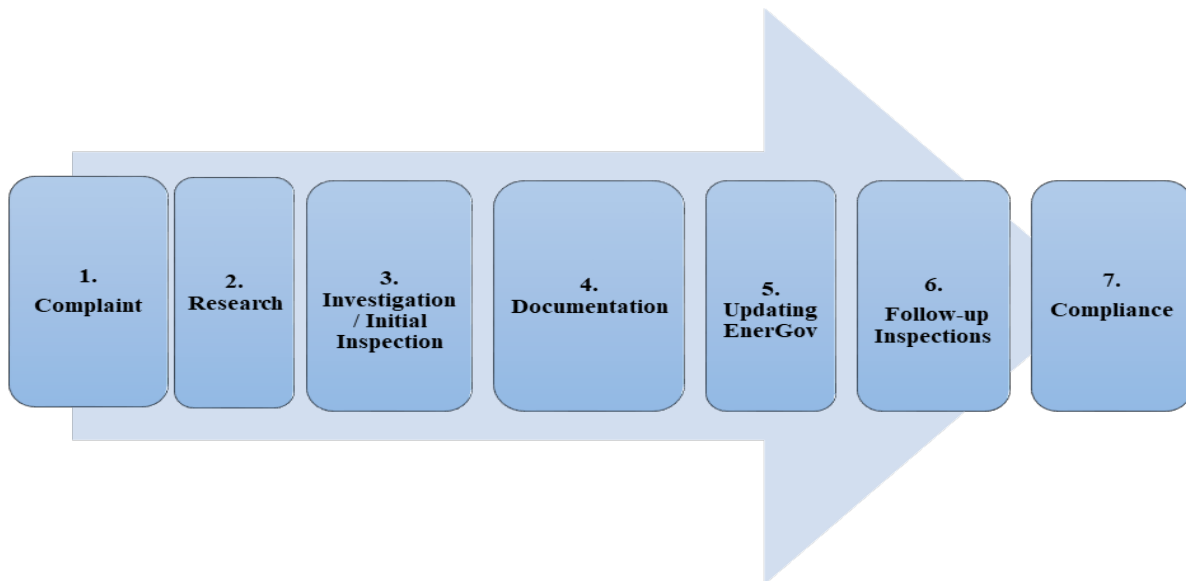 1.
Complaint
2.
Research
3.
Investigation
/ Initial
Inspection
4.
Documentation
5.
Updating
EnerGov
6.
Follow-up
Inspections
7.
Compliance